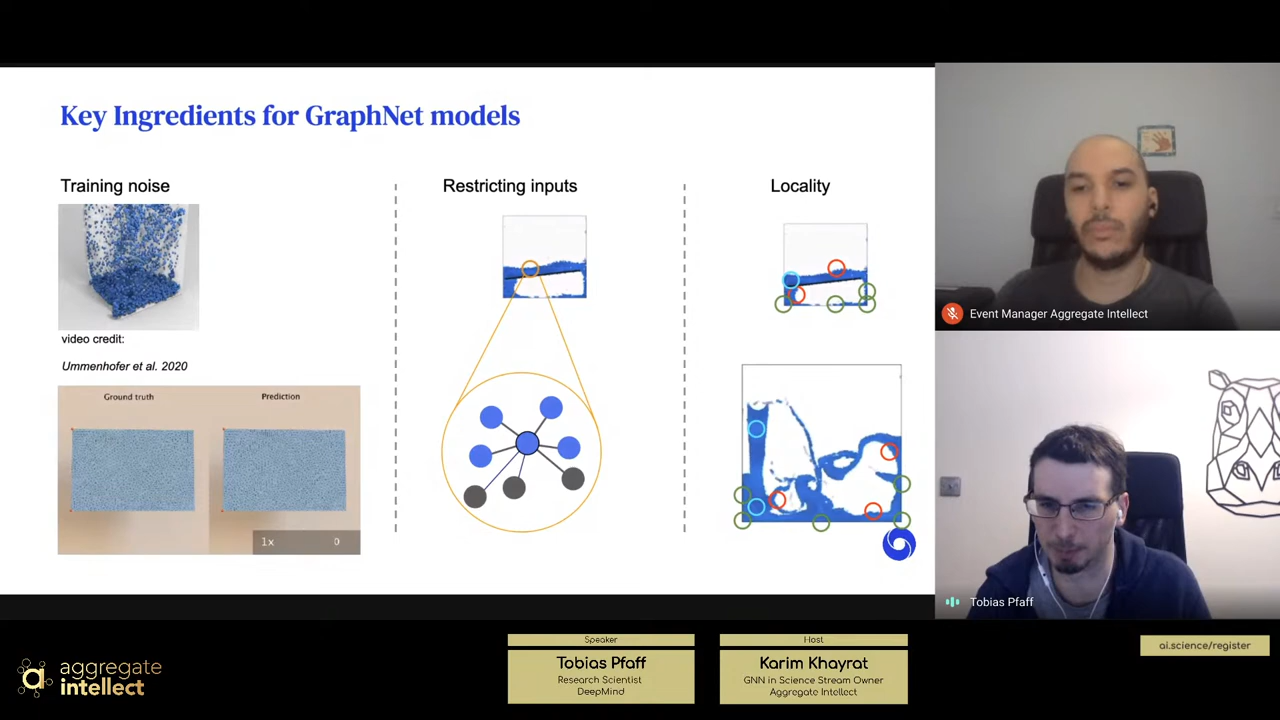 Key Ingredients for GraphNet models
Training noise
Restricting inputs
Locality
video credit:
Ummenhofer et al. 2020
Ground truth
Prediction
1x
0
Event Manager Aggregate Intellect
Tobias Pfaff
aggregate
intellect
Speaker
Tobias Pfaff
Research Scientist
DeepMind
Host
Karim Khayrat
GNN in Science Stream Owner
Aggregate Intellect
ai.science/register